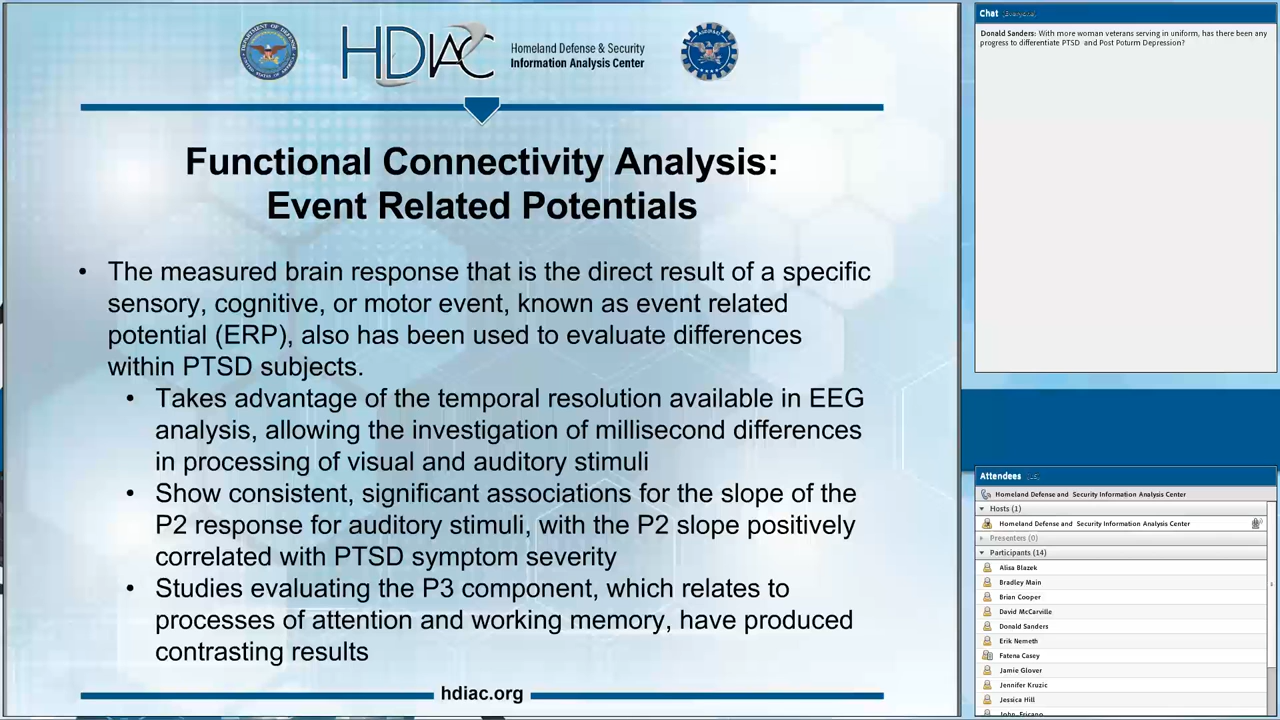 HDIAC
Homeland Defense & Security
Information Analysis Center
Functional Connectivity Analysis:
Event Related Potentials
• The measured brain response that is the direct result of a specific
sensory, cognitive, or motor event, known as event related
potential (ERP), also has been used to evaluate differences
within PTSD subjects.
• Takes advantage of the temporal resolution available in EEG
analysis, allowing the investigation of millisecond differences
in processing of visual and auditory stimuli
• Show consistent, significant associations for the slope of the
P2 response for auditory stimuli, with the P2 slope positively
correlated with PTSD symptom severity
• Studies evaluating the P3 component, which relates to
processes of attention and working memory, have produced
contrasting results
hdiac.org
Chat (Everyone)
Donald Sanders: With more woman veterans serving in uniform, has there been any
progress to differentiate PTSD and Post Poturm Depression?
Attendees
Homeland Defense and Security Information Analysis Center
Hosts (1)
Homeland Defense and Security Information Analysis Center
Presenters (0)
Participants (14)
Alisa Blazek
Bradley Main
Brian Cooper
David McCarville
Donald Sanders
Erik Nemeth
Fatena Casey
Jamie Glover
Jennifer Kruzic
Jessica Hill